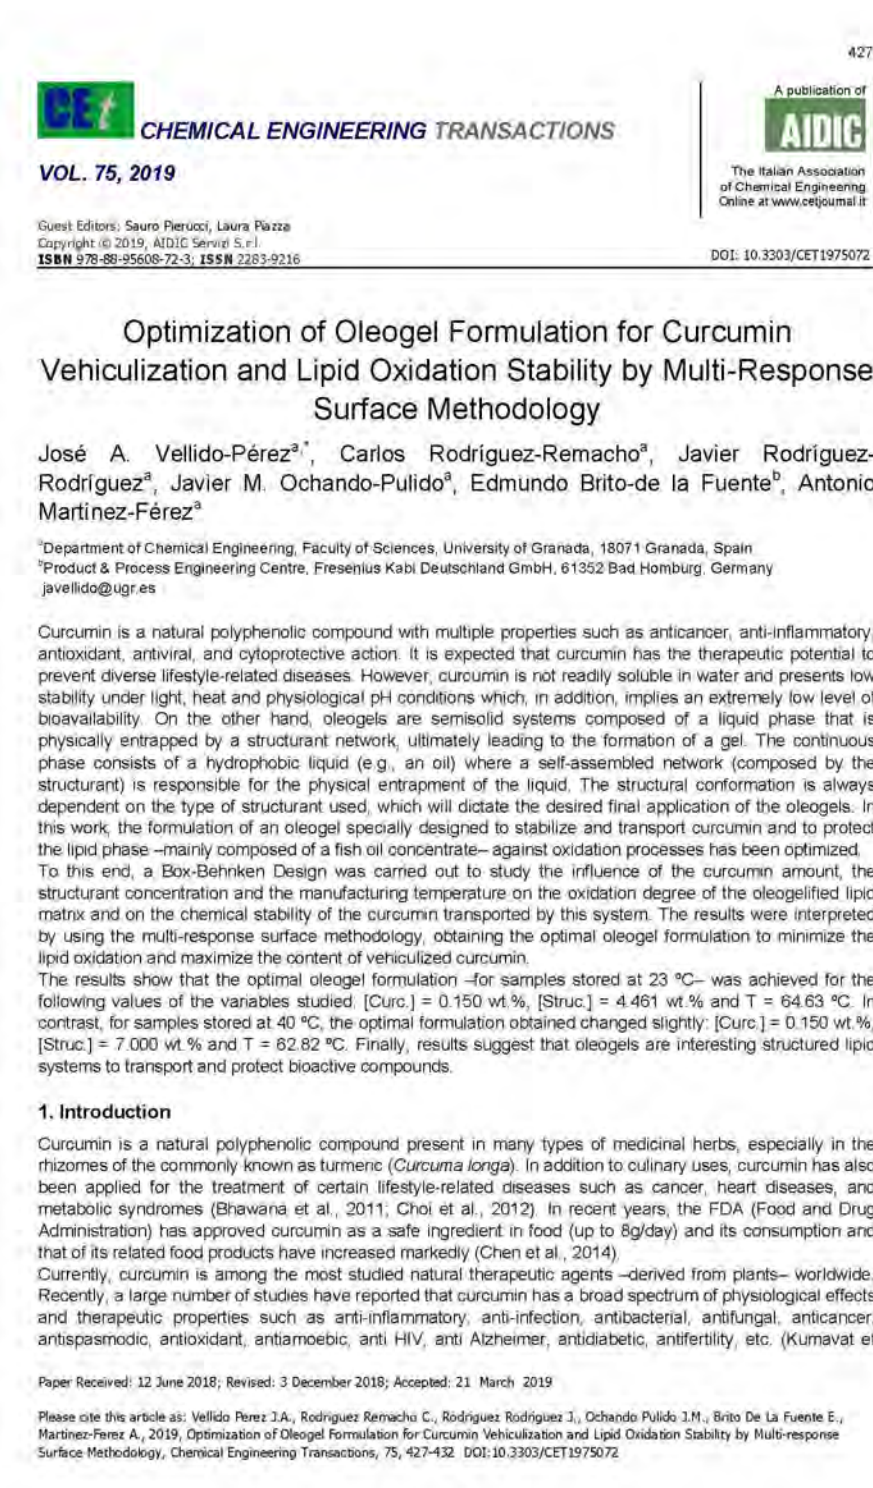 427
CEt
CHEMICAL ENGINEERING TRANSACTIONS
VOL. 75, 2019
A publication of
AIDIC
The Italian Association
of Chemical Engineering
Online at www.cetjournal.it
Guest Editors: Sauro Pierucci, Laura Piazza
Copyright © 2019, AIDIC Servizi S.r.l.
ISBN 978-88-95608-72-3; ISSN 2283-9216
DOI: 10.3303/CET1975072
Optimization of Oleogel Formulation for Curcumin
Vehiculization and Lipid Oxidation Stability by Multi-Response
Surface Methodology
José A. Vellido-Pérezᵃ,*, Carlos Rodríguez-Remachoᵃ, Javier Rodríguez-
Rodríguezᵃ, Javier M. Ochando-Pulidoᵃ, Edmundo Brito-de la Fuenteᵇ, Antonio
Martínez-Férezᵃ
ᵃDepartment of Chemical Engineering, Faculty of Sciences, University of Granada, 18071 Granada, Spain
ᵇProduct & Process Engineering Centre, Fresenius Kabi Deutschland GmbH, 61352 Bad Homburg, Germany
javellido@ugr.es
Curcumin is a natural polyphenolic compound with multiple properties such as anticancer, anti-inflammatory,
antioxidant, antiviral, and cytoprotective action. It is expected that curcumin has the therapeutic potential to
prevent diverse lifestyle-related diseases. However, curcumin is not readily soluble in water and presents low
stability under light, heat and physiological pH conditions which, in addition, implies an extremely low level of
bioavailability. On the other hand, oleogels are semisolid systems composed of a liquid phase that is
physically entrapped by a structurant network, ultimately leading to the formation of a gel. The continuous
phase consists of a hydrophobic liquid (e.g., an oil) where a self-assembled network (composed by the
structurant) is responsible for the physical entrapment of the liquid. The structural conformation is always
dependent on the type of structurant used, which will dictate the desired final application of the oleogels. In
this work, the formulation of an oleogel specially designed to stabilize and transport curcumin and to protect
the lipid phase –mainly composed of a fish oil concentrate– against oxidation processes has been optimized.
To this end, a Box-Behnken Design was carried out to study the influence of the curcumin amount, the
structurant concentration and the manufacturing temperature on the oxidation degree of the oleogelified lipid
matrix and on the chemical stability of the curcumin transported by this system. The results were interpreted
by using the multi-response surface methodology, obtaining the optimal oleogel formulation to minimize the
lipid oxidation and maximize the content of vehiculized curcumin.
The results show that the optimal oleogel formulation –for samples stored at 23 ºC– was achieved for the
following values of the variables studied: [Curc.] = 0.150 wt.%, [Struc.] = 4.461 wt.% and T = 64.63 ºC. In
contrast, for samples stored at 40 ºC, the optimal formulation obtained changed slightly: [Curc.] = 0.150 wt.%,
[Struc.] = 7.000 wt.% and T = 62.82 ºC. Finally, results suggest that oleogels are interesting structured lipid
systems to transport and protect bioactive compounds.
1. Introduction
Curcumin is a natural polyphenolic compound present in many types of medicinal herbs, especially in the
rhizomes of the commonly known as turmeric (Curcuma longa). In addition to culinary uses, curcumin has also
been applied for the treatment of certain lifestyle-related diseases such as cancer, heart diseases, and
metabolic syndromes (Bhawana et al., 2011; Choi et al., 2012). In recent years, the FDA (Food and Drug
Administration) has approved curcumin as a safe ingredient in food (up to 8g/day) and its consumption and
that of its related food products have increased markedly (Chen et al., 2014).
Currently, curcumin is among the most studied natural therapeutic agents –derived from plants– worldwide.
Recently, a large number of studies have reported that curcumin has a broad spectrum of physiological effects
and therapeutic properties such as anti-inflammatory, anti-infection, antibacterial, antifungal, anticancer,
antispasmodic, antioxidant, antiamoebic, anti HIV, anti Alzheimer, antidiabetic, antifertility, etc. (Kumavat et
Paper Received: 12 June 2018; Revised: 3 December 2018; Accepted: 21 March 2019
Please cite this article as: Vellido Perez J.A., Rodriguez Remacho C., Rodriguez Rodriguez J., Ochando Pulido J.M., Brito De La Fuente E.,
Martinez-Ferez A., 2019, Optimization of Oleogel Formulation for Curcumin Vehiculization and Lipid Oxidation Stability by Multi-response
Surface Methodology, Chemical Engineering Transactions, 75, 427-432 DOI:10.3303/CET1975072